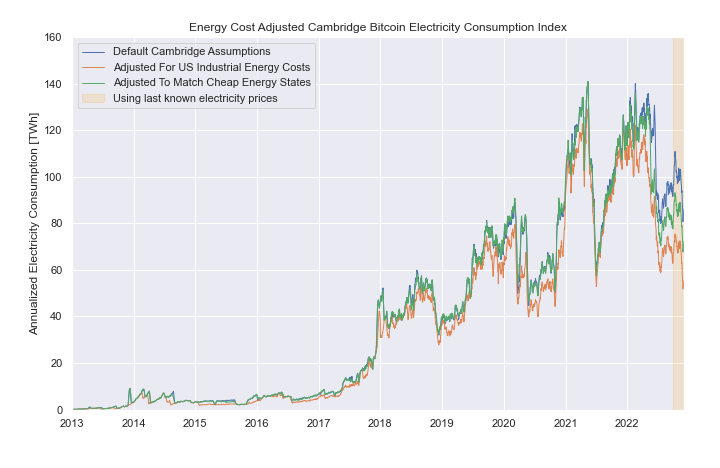 Energy Cost Adjusted Cambridge Bitcoin Electricity Consumption Index
160
140
120
100
80
60
40
20
0
Annualized Electricity Consumption [TWh]
Default Cambridge Assumptions
Adjusted For US Industrial Energy Costs
Adjusted To Match Cheap Energy States
Using last known electricity prices
2013 2014 2015 2016 2017 2018 2019 2020 2021 2022